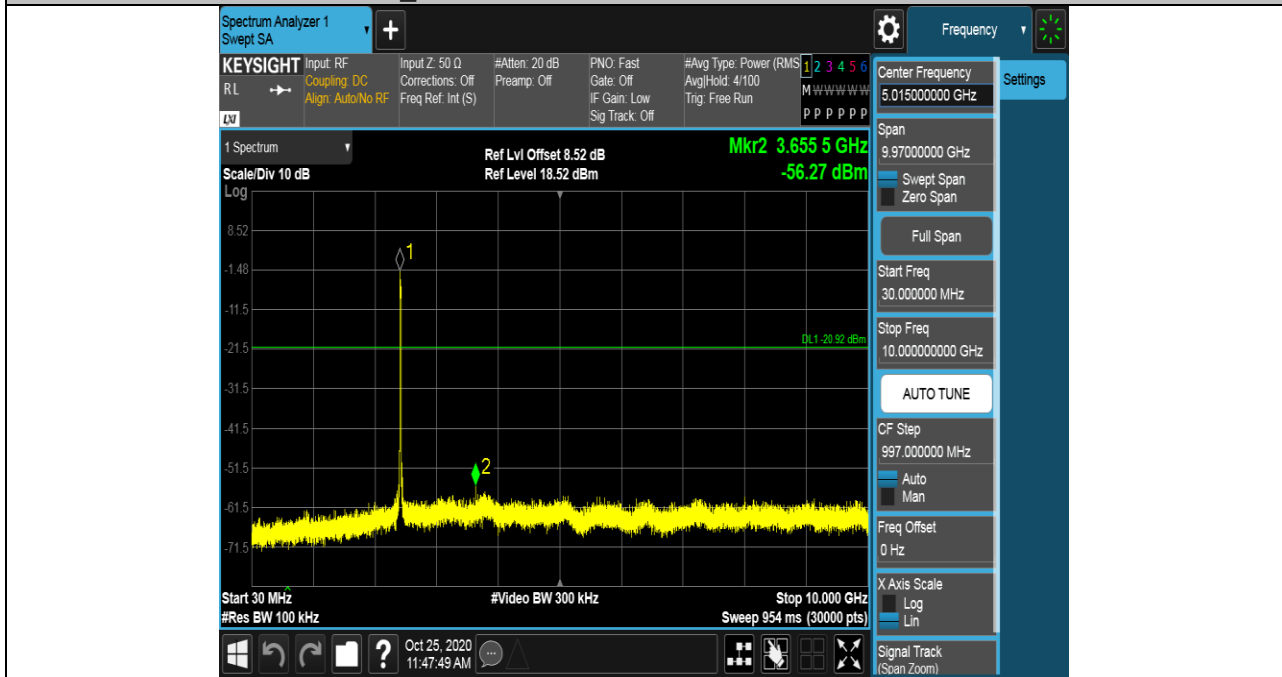 Spectrum Analyzer 1
Swept SA
+
Frequency
KEYSIGHT
RL
LXI
Input: RF
Coupling: DC
Align: Auto/No RF
Input Z: 50 Ω
Corrections: Off
Freq Ref: Int (S)
#Atten: 20 dB
Preamp: Off
PNO: Fast
Gate: Off
IF Gain: Low
Sig Track: Off
#Avg Type: Power (RMS
Avg|Hold: 4/100
Trig: Free Run
1 2 3 4 5 6
M W W W W W
P P P P P P
Center Frequency
5.015000000 GHz
Settings
Span
9.97000000 GHz
Swept Span
Zero Span
Full Span
Start Freq
30.000000 MHz
Stop Freq
10.000000000 GHz
AUTO TUNE
CF Step
997.000000 MHz
Auto
Man
Freq Offset
0 Hz
X Axis Scale
Log
Lin
Signal Track
(Span Zoom)
1 Spectrum
Scale/Div 10 dB
Log
Ref Lvl Offset 8.52 dB
Ref Level 18.52 dBm
Mkr2 3.655 5 GHz
-56.27 dBm
8.52
-1.48
-11.5
-21.5
-31.5
-41.5
-51.5
-61.5
-71.5
1
DL1 -20.92 dBm
2
Start 30 MHz
#Res BW 100 kHz
#Video BW 300 kHz
Stop 10.000 GHz
Sweep 954 ms (30000 pts)
?
Oct 25, 2020
11:47:49 AM